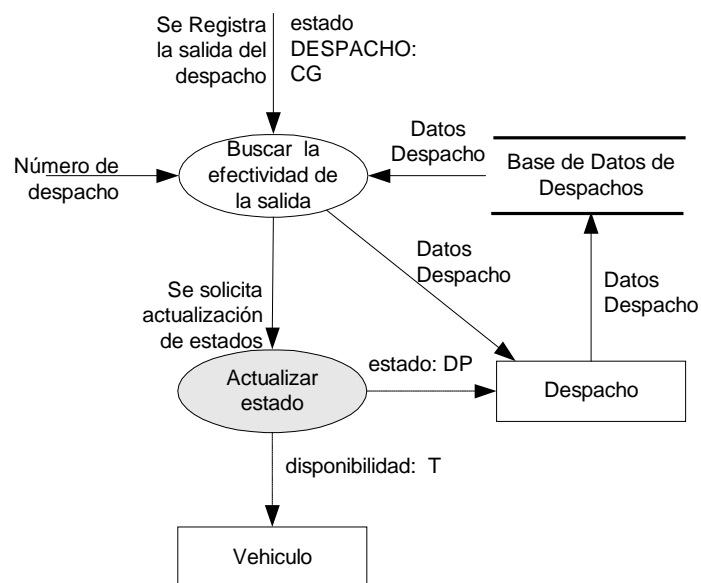 Se Registra
la salida del
despacho
estado
DESPACHO:
CG
Número de
despacho
Buscar la
efectividad de
la salida
Datos
Despacho
Base de Datos de
Despachos
Datos
Despacho
Datos
Despacho
Se solicita
actualización
de estados
Actualizar
estado
estado: DP
Despacho
disponibilidad: T
Vehiculo